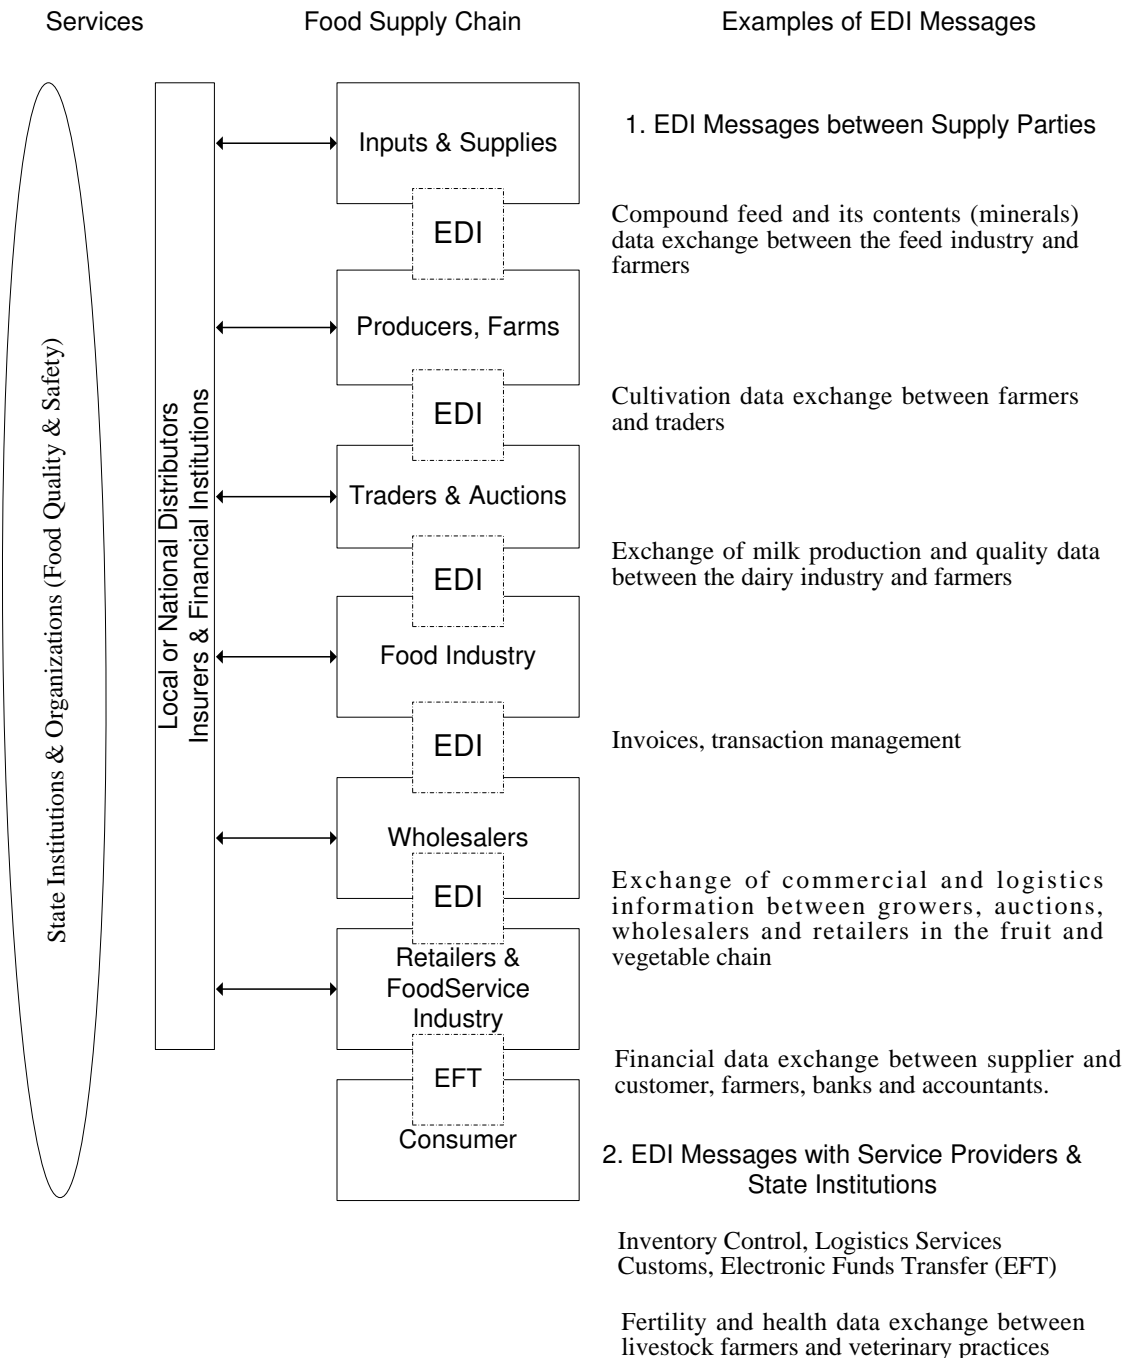 Services
Food Supply Chain
Examples of EDI Messages
State Institutions & Organizations (Food Quality & Safety)
Local or National Distributors
Insurers & Financial Institutions
Inputs & Supplies
EDI
Producers, Farms
EDI
Traders & Auctions
EDI
Food Industry
EDI
Wholesalers
EDI
Retailers &
FoodService
Industry
EFT
Consumer
1. EDI Messages between Supply Parties
Compound feed and its contents (minerals)
data exchange between the feed industry and
farmers
Cultivation data exchange between farmers
and traders
Exchange of milk production and quality data
between the dairy industry and farmers
Invoices, transaction management
Exchange of commercial and logistics
information between growers, auctions,
wholesalers and retailers in the fruit and
vegetable chain
Financial data exchange between supplier and
customer, farmers, banks and accountants.
2. EDI Messages with Service Providers &
State Institutions
Inventory Control, Logistics Services
Customs, Electronic Funds Transfer (EFT)
Fertility and health data exchange between
livestock farmers and veterinary practices